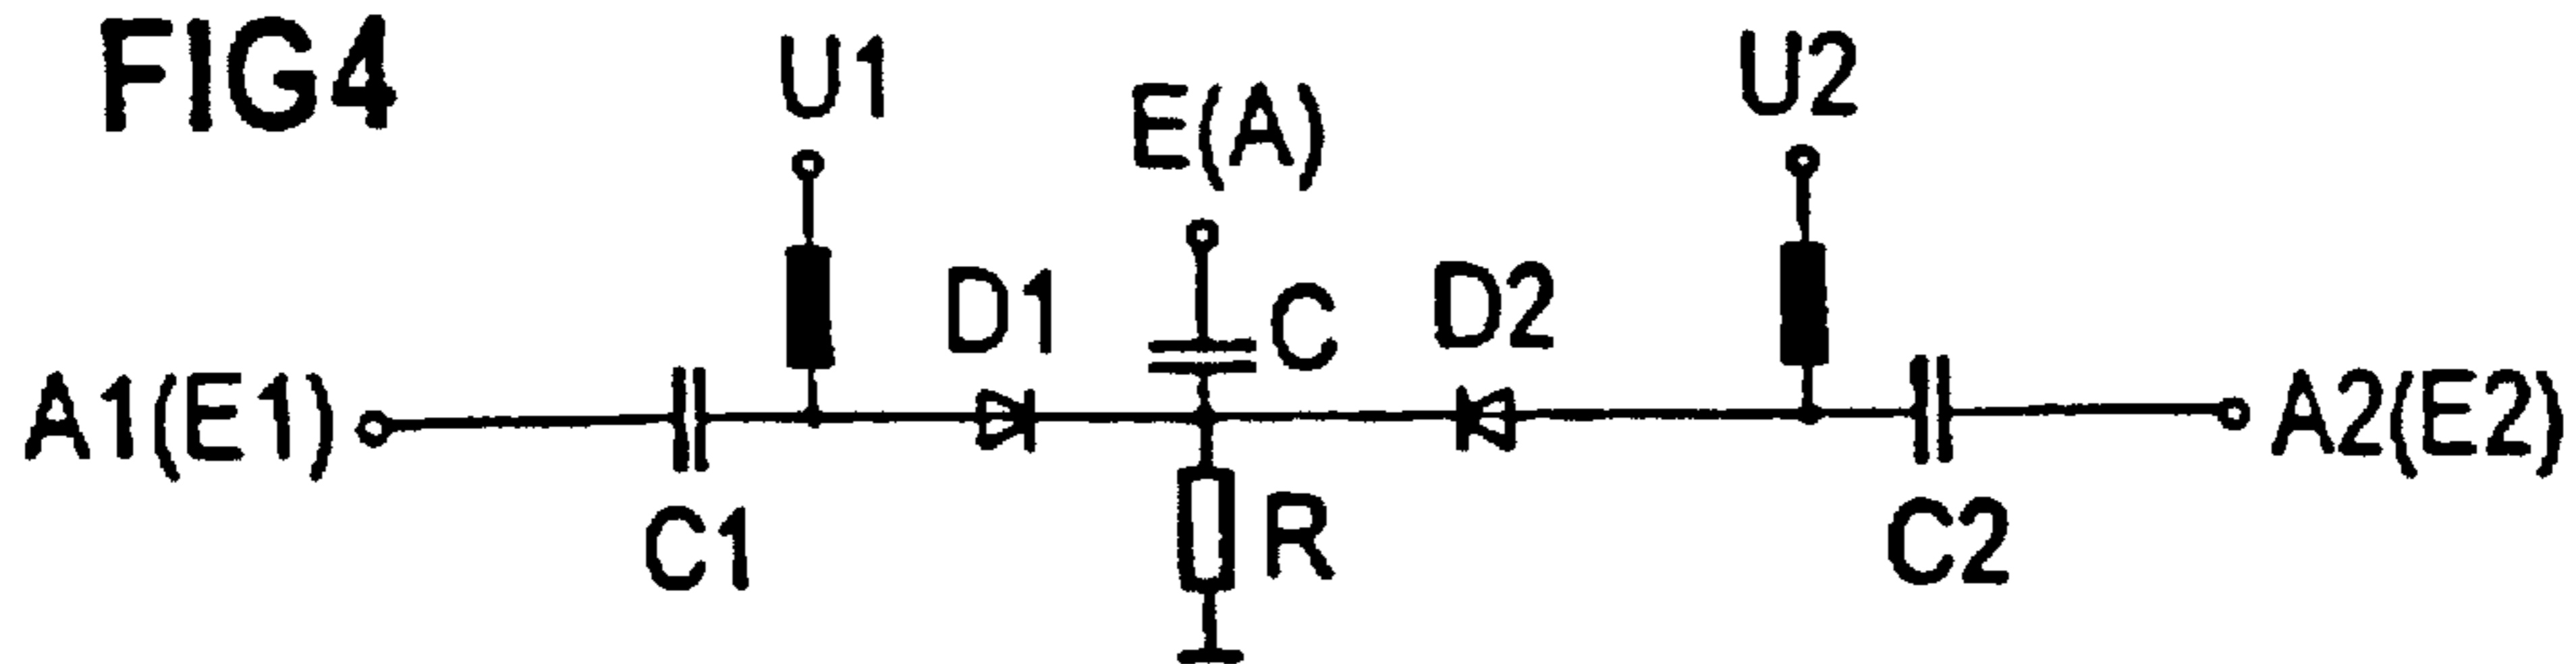 FIG4
U1
E(A)
U2
D1
C
D2
A1(E1)
A2(E2)
C1
R
C2